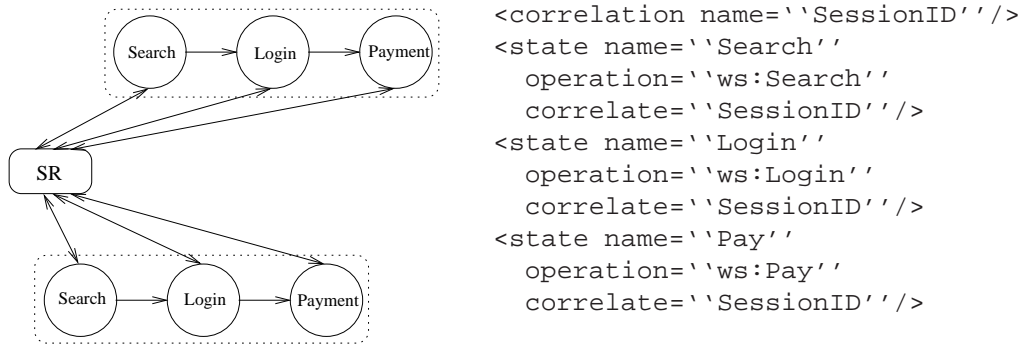 Search
Login
Payment
SR
Search
Login
Payment
<correlation name=‘‘SessionID’’/>
<state name=‘‘Search’’
operation=‘‘ws:Search’’
correlate=‘‘SessionID’’/>
<state name=‘‘Login’’
operation=‘‘ws:Login’’
correlate=‘‘SessionID’’/>
<state name=‘‘Pay’’
operation=‘‘ws:Pay’’
correlate=‘‘SessionID’’/>